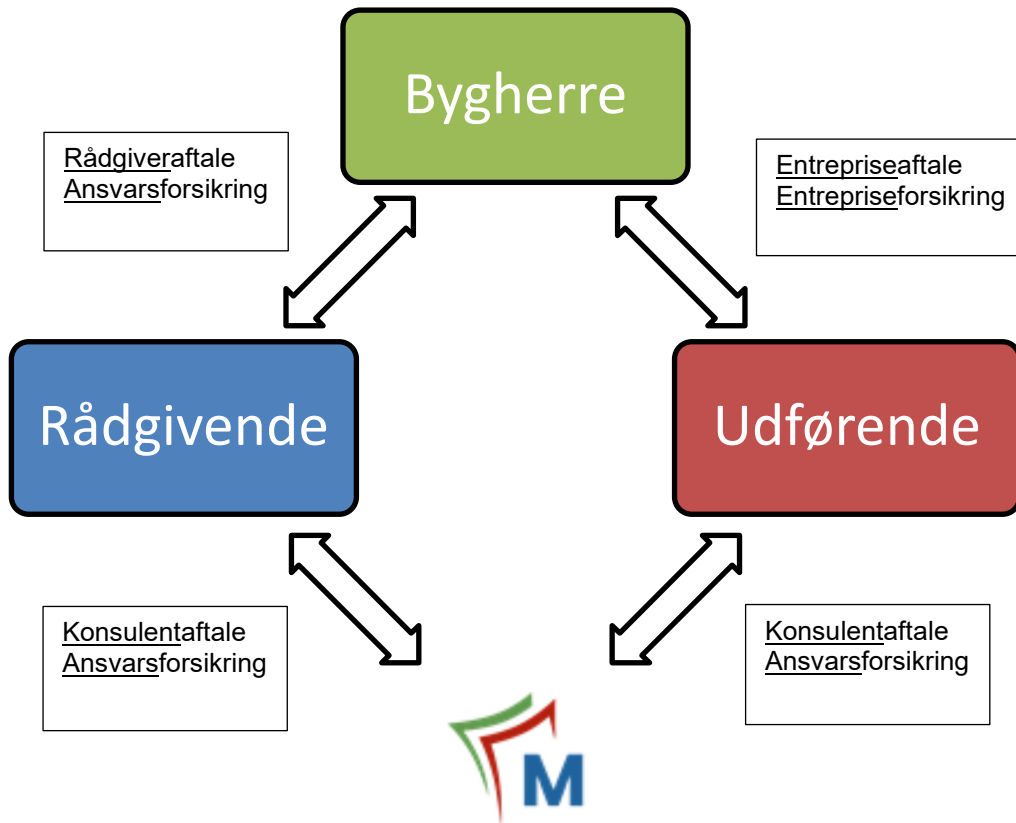 Bygherre
Rådgiveraftale
Ansvarsforsikring
Entrepriseaftale
Entrepriseforsikring
Rådgivende
Udførende
Konsulentaftale
Ansvarsforsikring
Konsulentaftale
Ansvarsforsikring
M